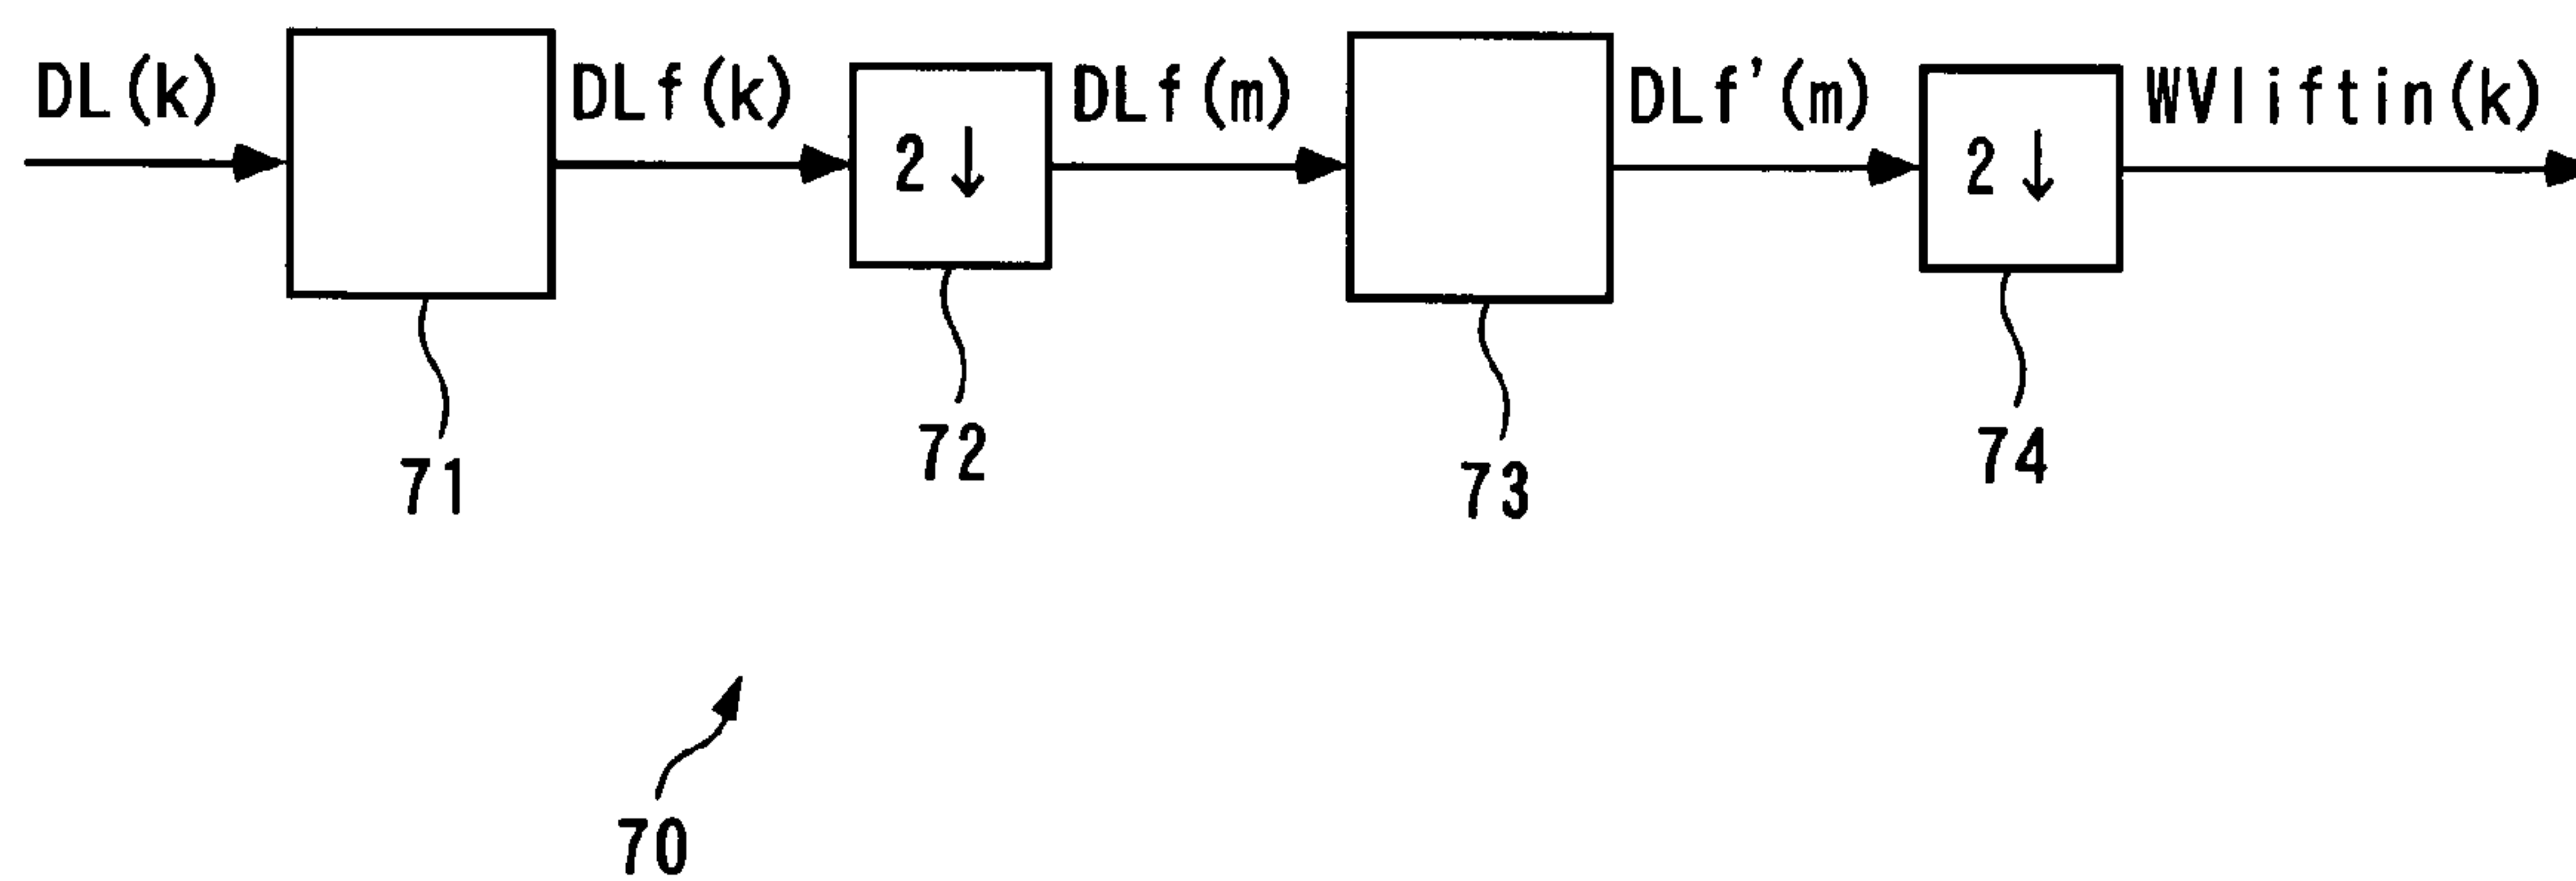 DL(k)
DLf(k)
2↓
DLf(m)
DLf'(m)
2↓
WVliftin(k)
71
72
73
74
70